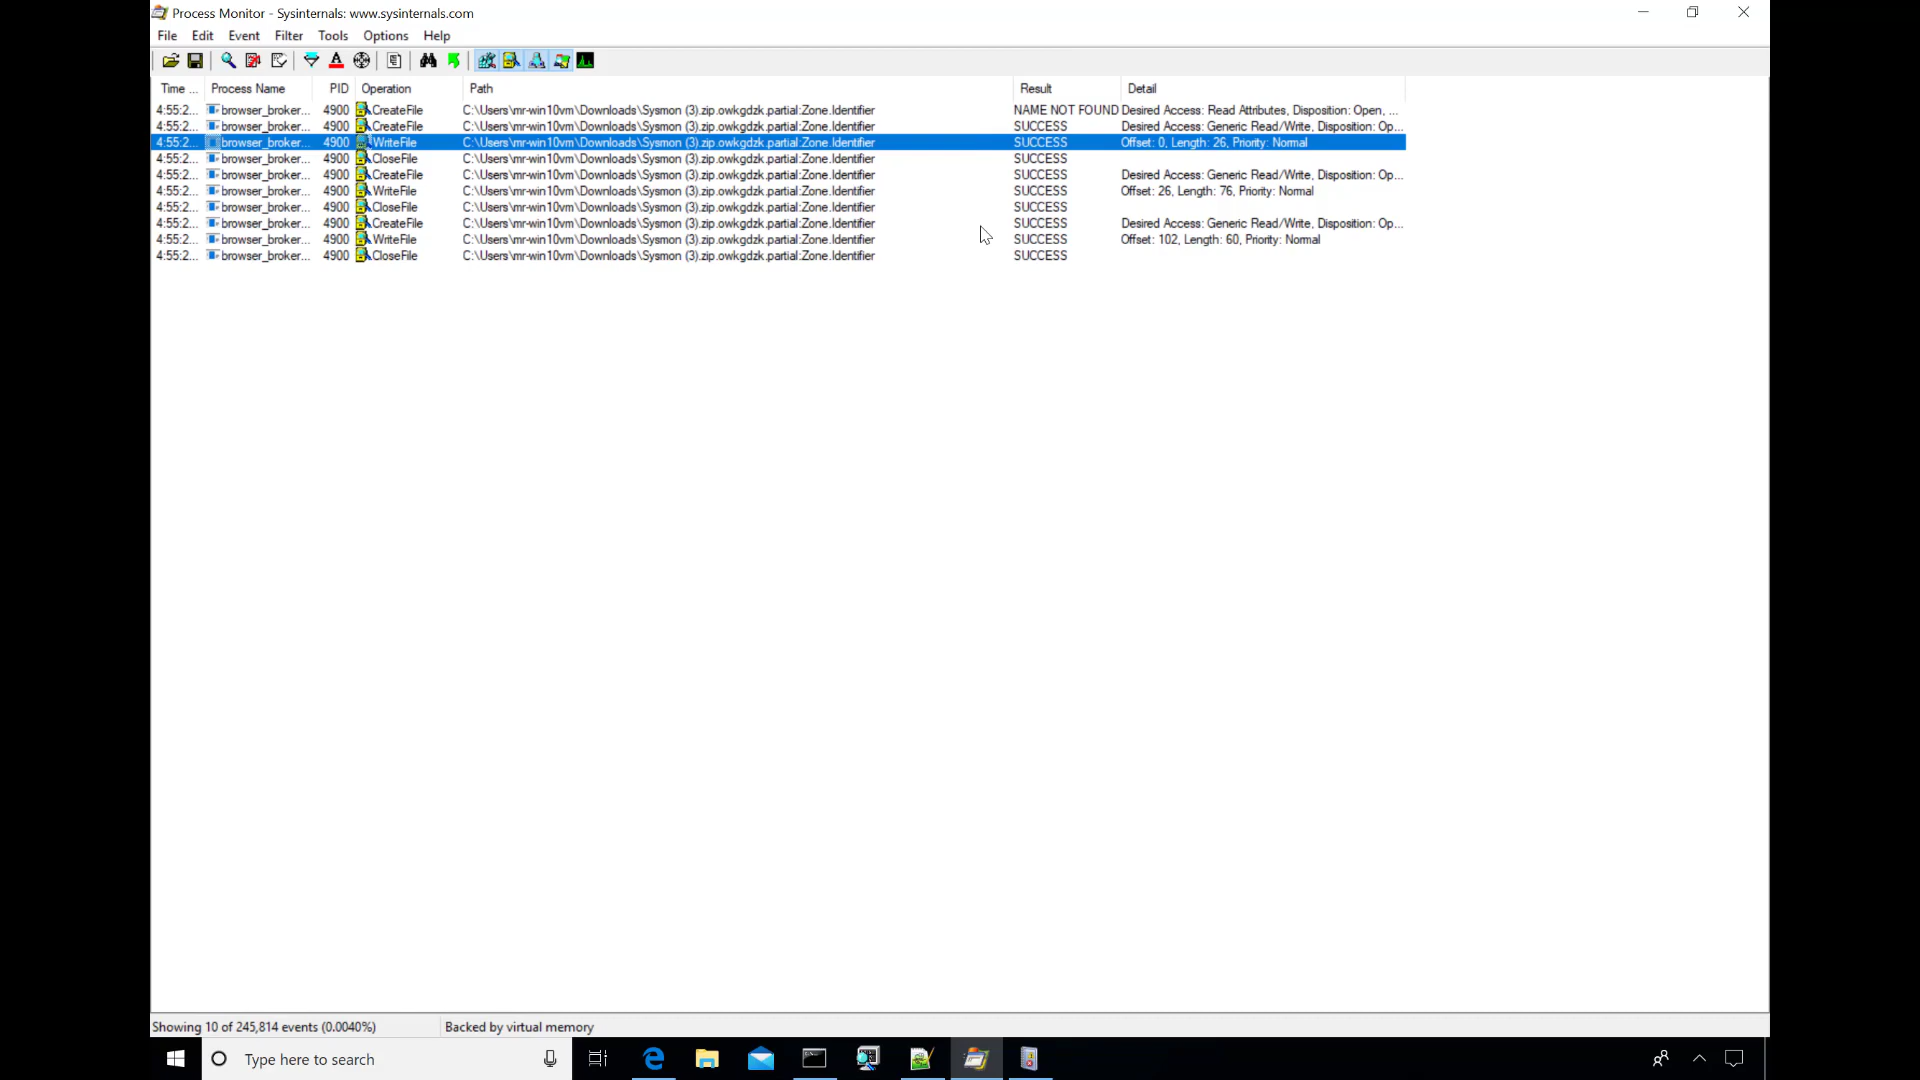 Process Monitor - Sysinternals: www.sysinternals.com
File Edit Event Filter Tools Options Help
Time ... Process Name PID Operation Path Result Detail
4:55:2... browser_broker... 4900 CreateFile C:\Users\mr-win10vm\Downloads\Sysmon (3).zip.owkgdzk.partial:Zone.Identifier NAME NOT FOUND Desired Access: Read Attributes, Disposition: Open, ...
4:55:2... browser_broker... 4900 CreateFile C:\Users\mr-win10vm\Downloads\Sysmon (3).zip.owkgdzk.partial:Zone.Identifier SUCCESS Desired Access: Generic Read/Write, Disposition: Op...
4:55:2... browser_broker... 4900 WriteFile C:\Users\mr-win10vm\Downloads\Sysmon (3).zip.owkgdzk.partial:Zone.Identifier SUCCESS Offset: 0, Length: 26, Priority: Normal
4:55:2... browser_broker... 4900 CloseFile C:\Users\mr-win10vm\Downloads\Sysmon (3).zip.owkgdzk.partial:Zone.Identifier SUCCESS
4:55:2... browser_broker... 4900 CreateFile C:\Users\mr-win10vm\Downloads\Sysmon (3).zip.owkgdzk.partial:Zone.Identifier SUCCESS Desired Access: Generic Read/Write, Disposition: Op...
4:55:2... browser_broker... 4900 WriteFile C:\Users\mr-win10vm\Downloads\Sysmon (3).zip.owkgdzk.partial:Zone.Identifier SUCCESS Offset: 26, Length: 76, Priority: Normal
4:55:2... browser_broker... 4900 CloseFile C:\Users\mr-win10vm\Downloads\Sysmon (3).zip.owkgdzk.partial:Zone.Identifier SUCCESS
4:55:2... browser_broker... 4900 CreateFile C:\Users\mr-win10vm\Downloads\Sysmon (3).zip.owkgdzk.partial:Zone.Identifier SUCCESS Desired Access: Generic Read/Write, Disposition: Op...
4:55:2... browser_broker... 4900 WriteFile C:\Users\mr-win10vm\Downloads\Sysmon (3).zip.owkgdzk.partial:Zone.Identifier SUCCESS Offset: 102, Length: 60, Priority: Normal
4:55:2... browser_broker... 4900 CloseFile C:\Users\mr-win10vm\Downloads\Sysmon (3).zip.owkgdzk.partial:Zone.Identifier SUCCESS
Showing 10 of 245,814 events (0.0040%) Backed by virtual memory
Type here to search